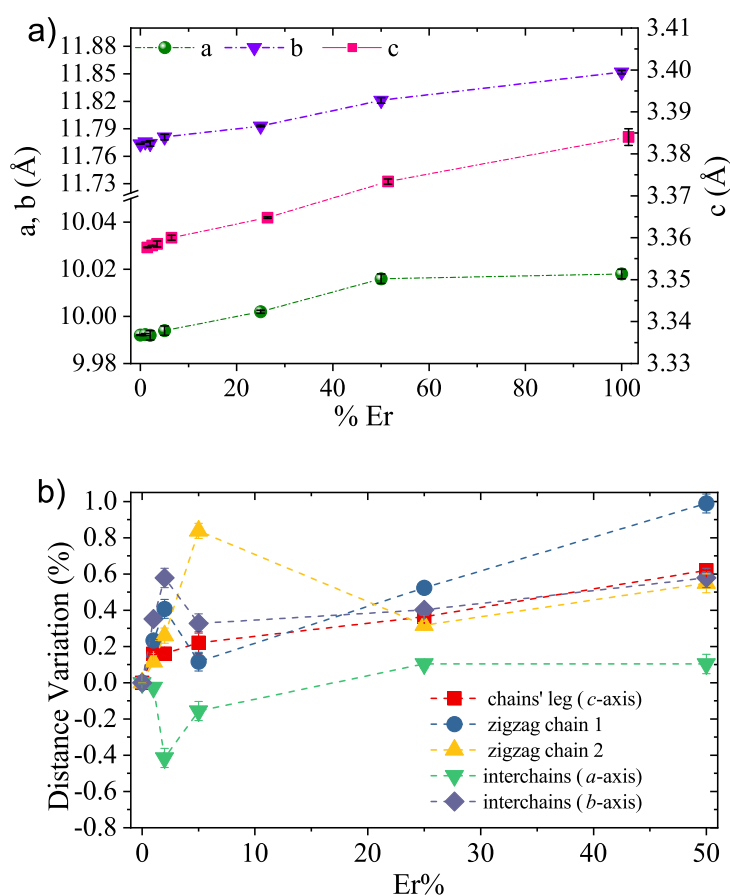 a)
a b c
11.88
11.85
11.82
11.79
11.76
11.73
10.04
10.02
10.00
9.98
a, b (Å)
3.41
3.40
3.39
3.38
3.37
3.36
3.35
3.34
3.33
c (Å)
0 20 40 60 80 100
% Er
b)
1.0
0.8
0.6
0.4
0.2
0.0
-0.2
-0.4
-0.6
-0.8
Distance Variation (%)
chains' leg (c-axis)
zigzag chain 1
zigzag chain 2
interchains (a-axis)
interchains (b-axis)
0 10 20 30 40 50
Er%